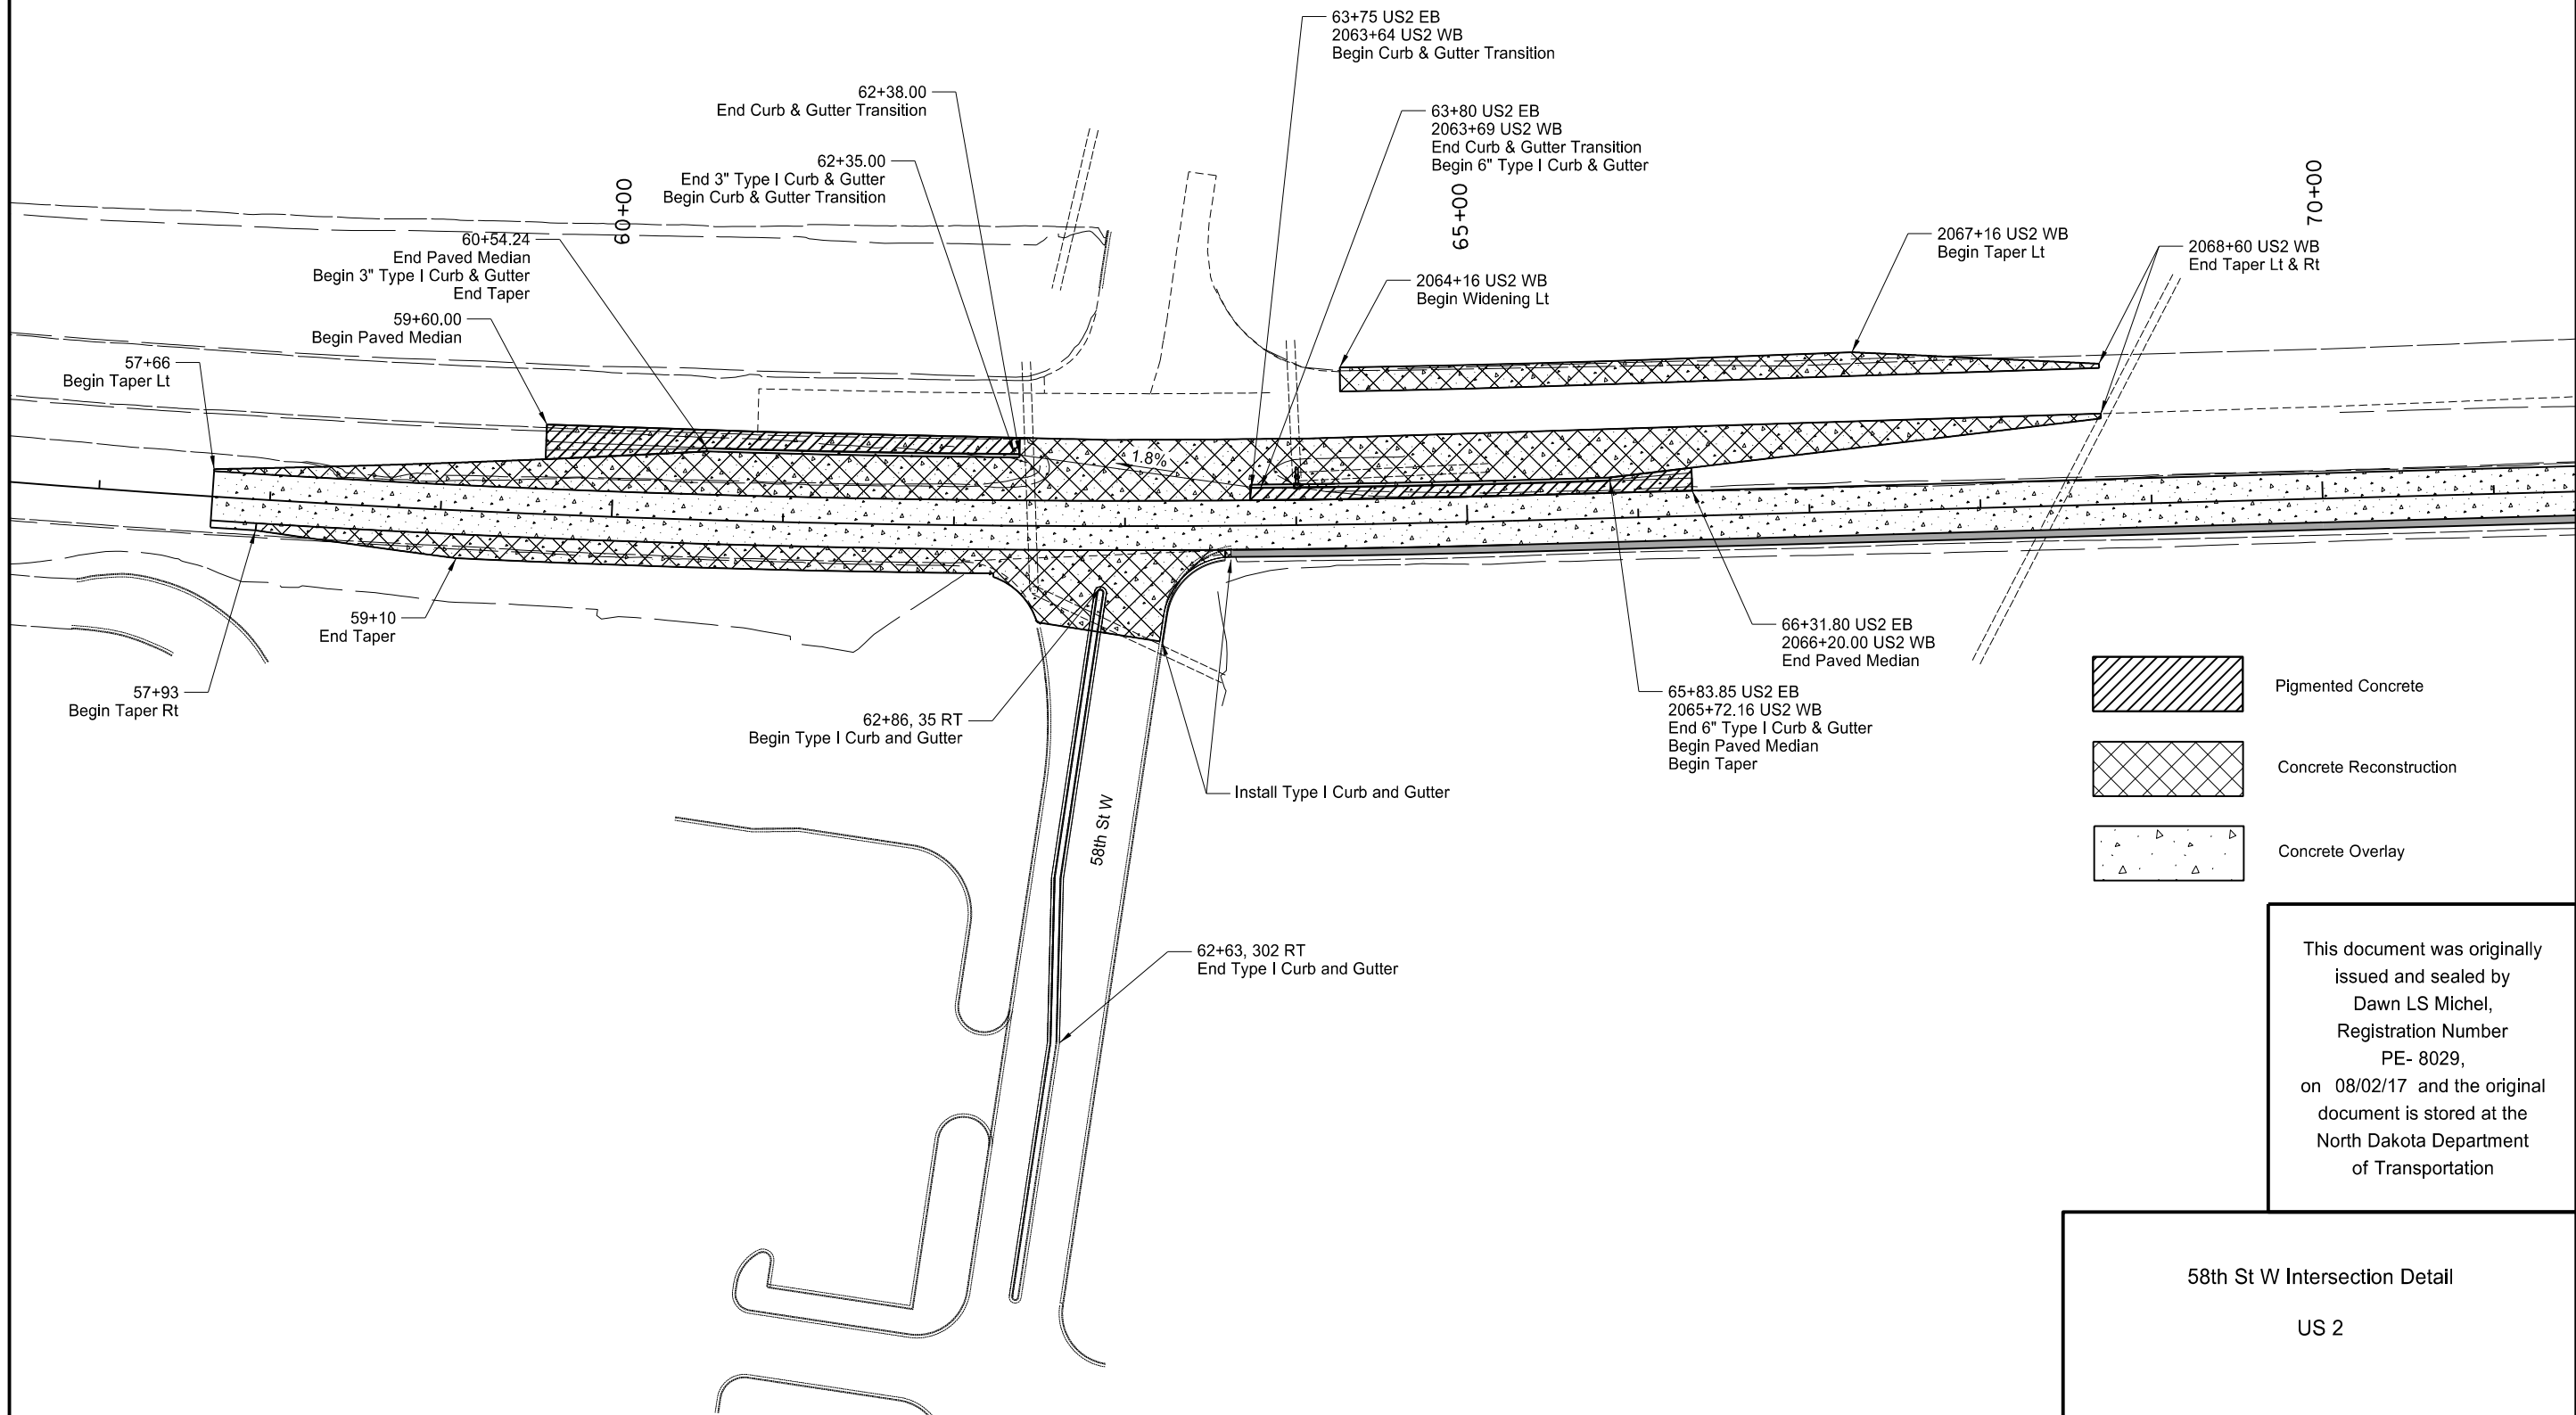 63+75 US2 EB
2063+64 US2 WB
Begin Curb & Gutter Transition
62+38.00
End Curb & Gutter Transition
63+80 US2 EB
2063+69 US2 WB
End Curb & Gutter Transition
Begin 6" Type I Curb & Gutter
62+35.00
End 3" Type I Curb & Gutter
Begin Curb & Gutter Transition
60+00
65+00
70+00
60+54.24
End Paved Median
Begin 3" Type I Curb & Gutter
End Taper
2067+16 US2 WB
Begin Taper Lt
2068+60 US2 WB
End Taper Lt & Rt
2064+16 US2 WB
Begin Widening Lt
59+60.00
Begin Paved Median
57+66
Begin Taper Lt
1.8%
59+10
End Taper
66+31.80 US2 EB
2066+20.00 US2 WB
End Paved Median
57+93
Begin Taper Rt
65+83.85 US2 EB
2065+72.16 US2 WB
End 6" Type I Curb & Gutter
Begin Paved Median
Begin Taper
62+86, 35 RT
Begin Type I Curb and Gutter
Install Type I Curb and Gutter
58th St W
62+63, 302 RT
End Type I Curb and Gutter
Pigmented Concrete
Concrete Reconstruction
Concrete Overlay
This document was originally
issued and sealed by
Dawn LS Michel,
Registration Number
PE- 8029,
on 08/02/17 and the original
document is stored at the
North Dakota Department
of Transportation
58th St W Intersection Detail
US 2